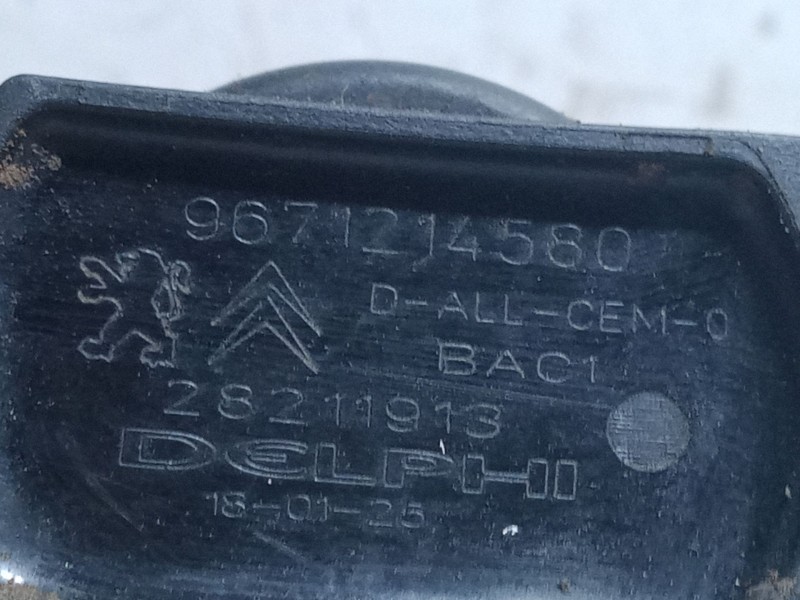 9671214580
D-ALL-CEM-0
BAC1
28211913
DELPHI
18-01-25